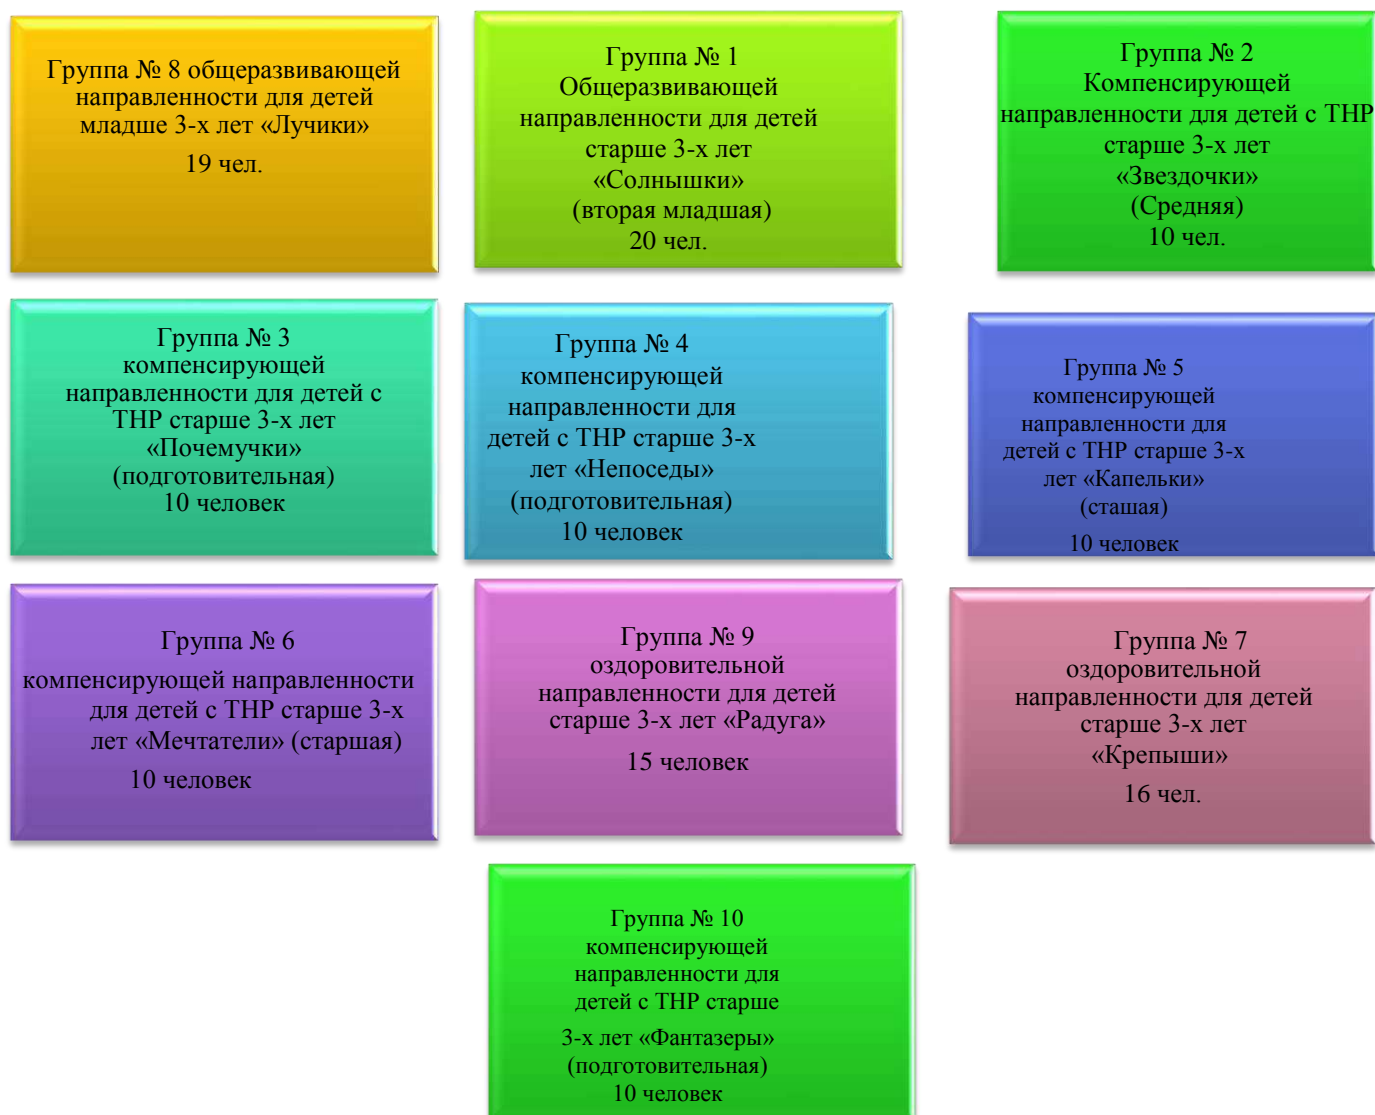 Группа № 8 общеразвивающей
направленности для детей
младше 3-х лет «Лучики»
19 чел.
Группа № 1
Общеразвивающей
направленности для детей
старше 3-х лет
«Солнышки»
(вторая младшая)
20 чел.
Группа № 2
Компенсирующей
направленности для детей с ТНР
старше 3-х лет
«Звездочки»
(Средняя)
10 чел.
Группа № 3
компенсирующей
направленности для детей с
ТНР старше 3-х лет
«Почемучки»
(подготовительная)
10 человек
Группа № 4
компенсирующей
направленности для
детей с ТНР старше 3-х
лет «Непоседы»
(подготовительная)
10 человек
Группа № 5
компенсирующей
направленности для
детей с ТНР старше 3-х
лет «Капельки»
(сташая)
10 человек
Группа № 6
компенсирующей направленности
для детей с ТНР старше 3-х
лет «Мечтатели» (старшая)
10 человек
Группа № 9
оздоровительной
направленности для детей
старше 3-х лет «Радуга»
15 человек
Группа № 7
оздоровительной
направленности для детей
старше 3-х лет
«Крепыши»
16 чел.
Группа № 10
компенсирующей
направленности для
детей с ТНР старше
3-х лет «Фантазеры»
(подготовительная)
10 человек